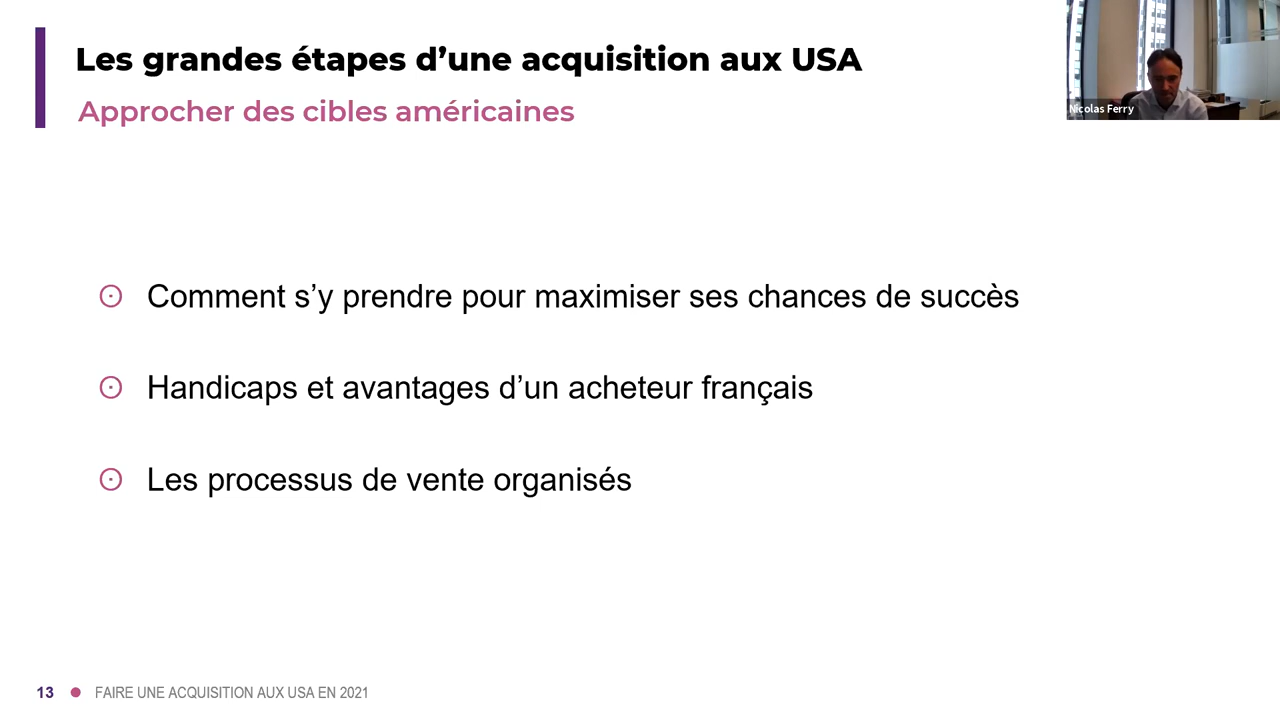 Les grandes étapes d’une acquisition aux USA
Approcher des cibles américaines
Nicolas Ferry
Comment s’y prendre pour maximiser ses chances de succès
Handicaps et avantages d’un acheteur français
Les processus de vente organisés
13 FAIRE UNE ACQUISITION AUX USA EN 2021